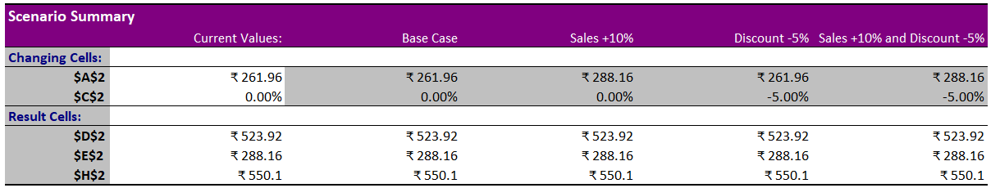 Scenario Summary
Current Values: Base Case Sales +10% Discount -5% Sales +10% and Discount -5%
Changing Cells:
$A$2 ₹ 261.96 ₹ 261.96 ₹ 288.16 ₹ 261.96 ₹ 288.16
$C$2 0.00% 0.00% 0.00% -5.00% -5.00%
Result Cells:
$D$2 ₹ 523.92 ₹ 523.92 ₹ 523.92 ₹ 523.92 ₹ 523.92
$E$2 ₹ 288.16 ₹ 288.16 ₹ 288.16 ₹ 288.16 ₹ 288.16
$H$2 ₹ 550.1 ₹ 550.1 ₹ 550.1 ₹ 550.1 ₹ 550.1